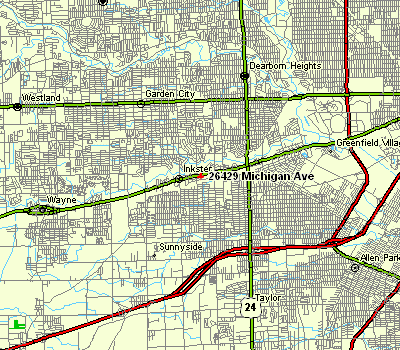 Dearborn Heights
Garden City
Westland
Greenfield Villag
Inkster
26429 Michigan Ave
Wayne
Sunnyside
Allen Park
Taylor
24